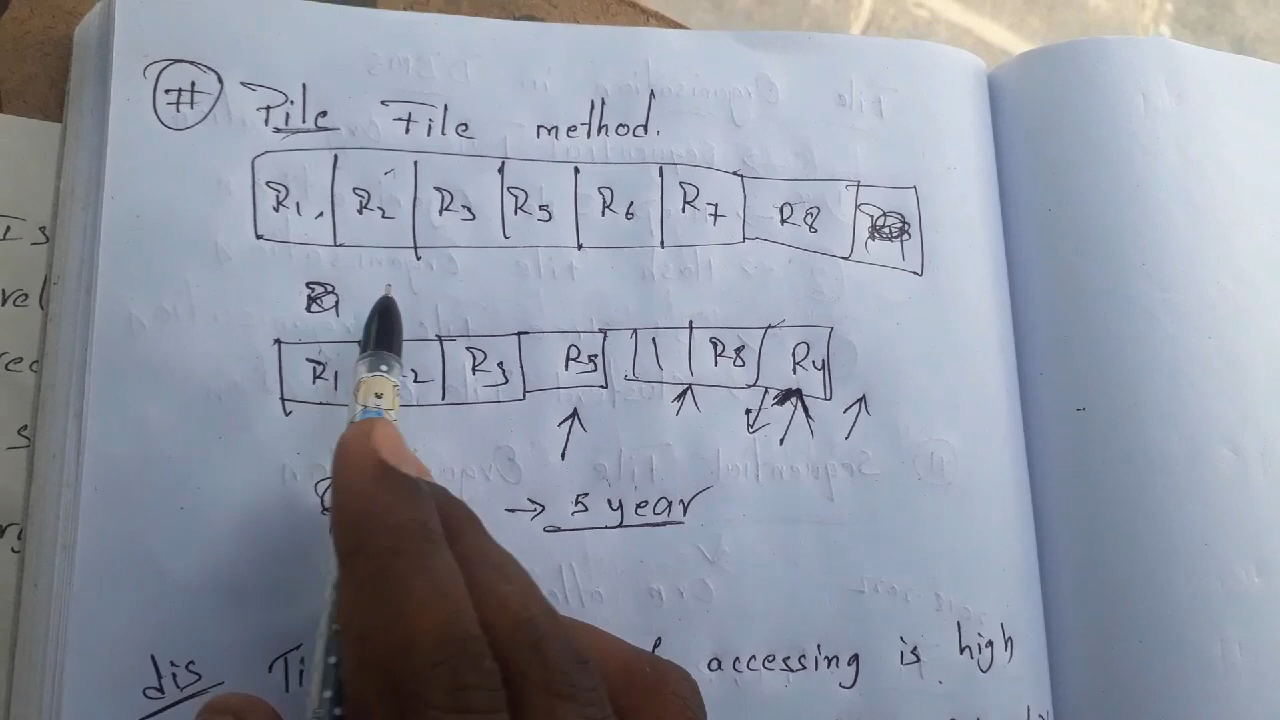 # Pile File method.
R1. R2 R3 R5 R6 R7 R8
R1 2 R3 R5 R8 R4
→ 5 year
dis Ti accessing is high